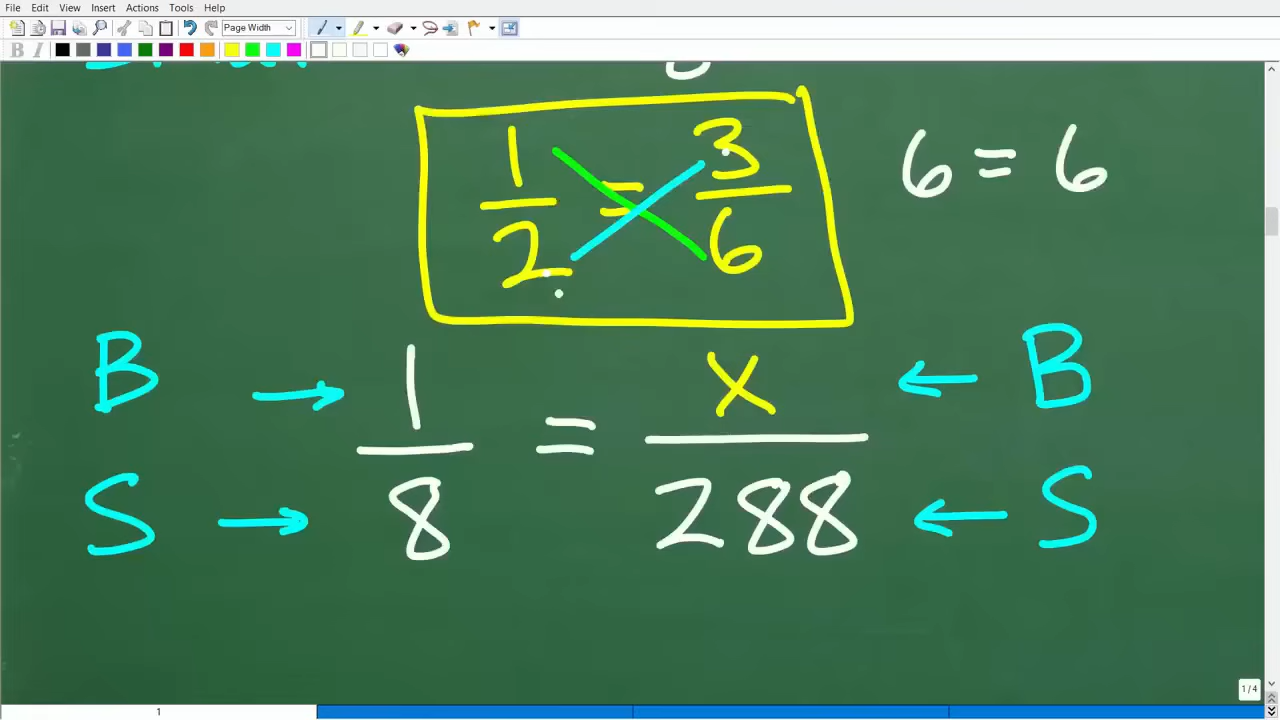 File Edit View Insert Actions Tools Help
Page Width
B I
1/2 = 3/6
6 = 6
B → 1/8 = x/288 ← B
S → ← S
1/4
1